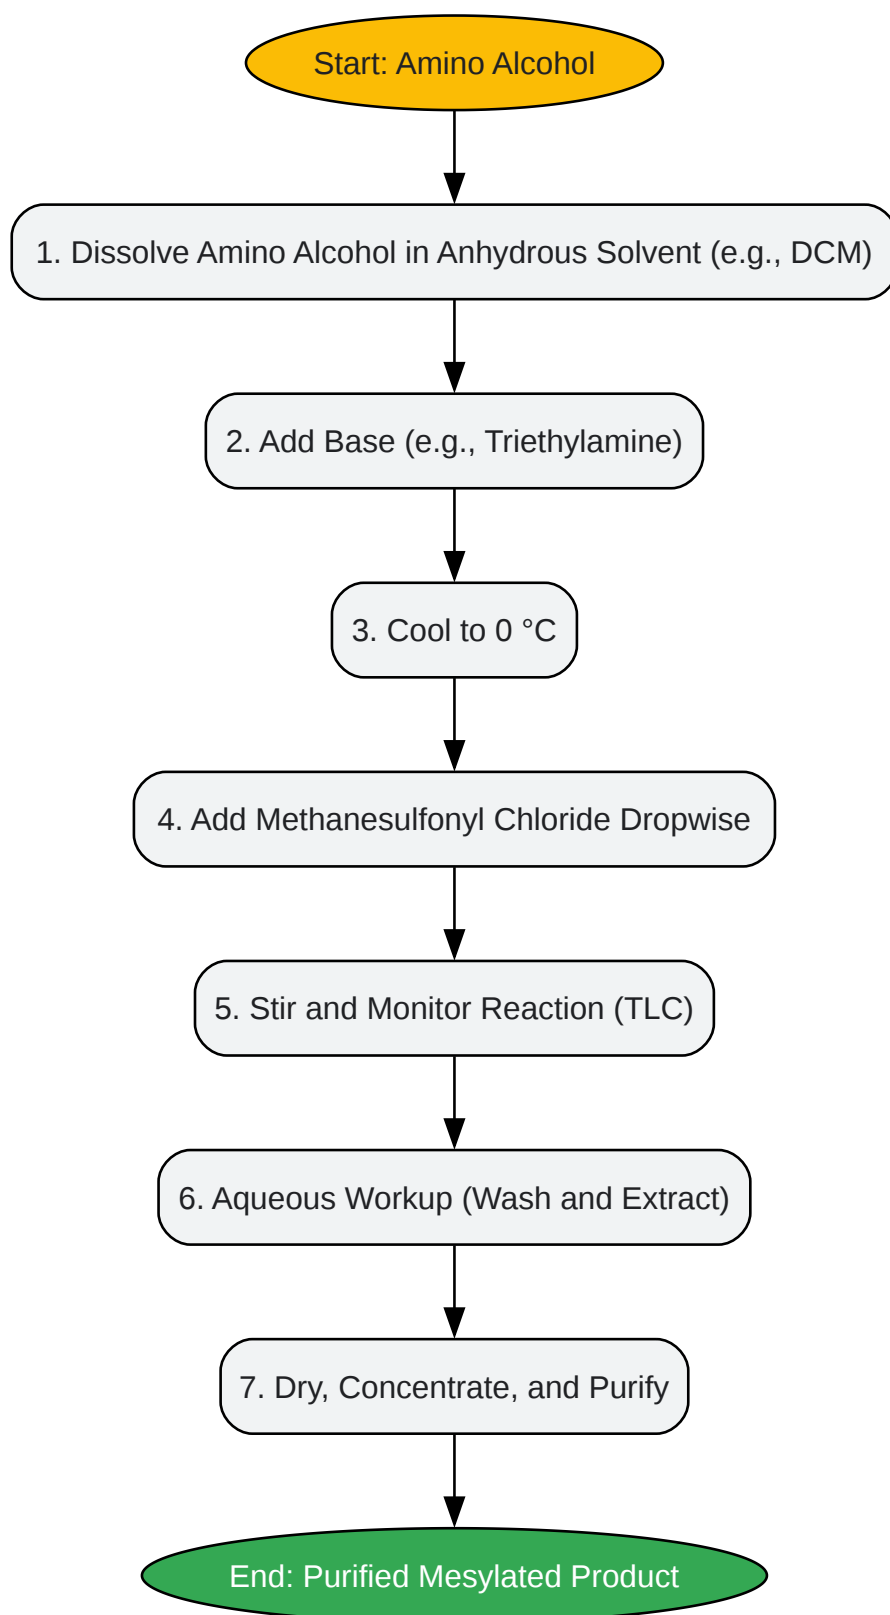 Start: Amino Alcohol
1. Dissolve Amino Alcohol in Anhydrous Solvent (e.g., DCM)
2. Add Base (e.g., Triethylamine)
3. Cool to 0 °C
4. Add Methanesulfonyl Chloride Dropwise
5. Stir and Monitor Reaction (TLC)
6. Aqueous Workup (Wash and Extract)
7. Dry, Concentrate, and Purify
End: Purified Mesylated Product